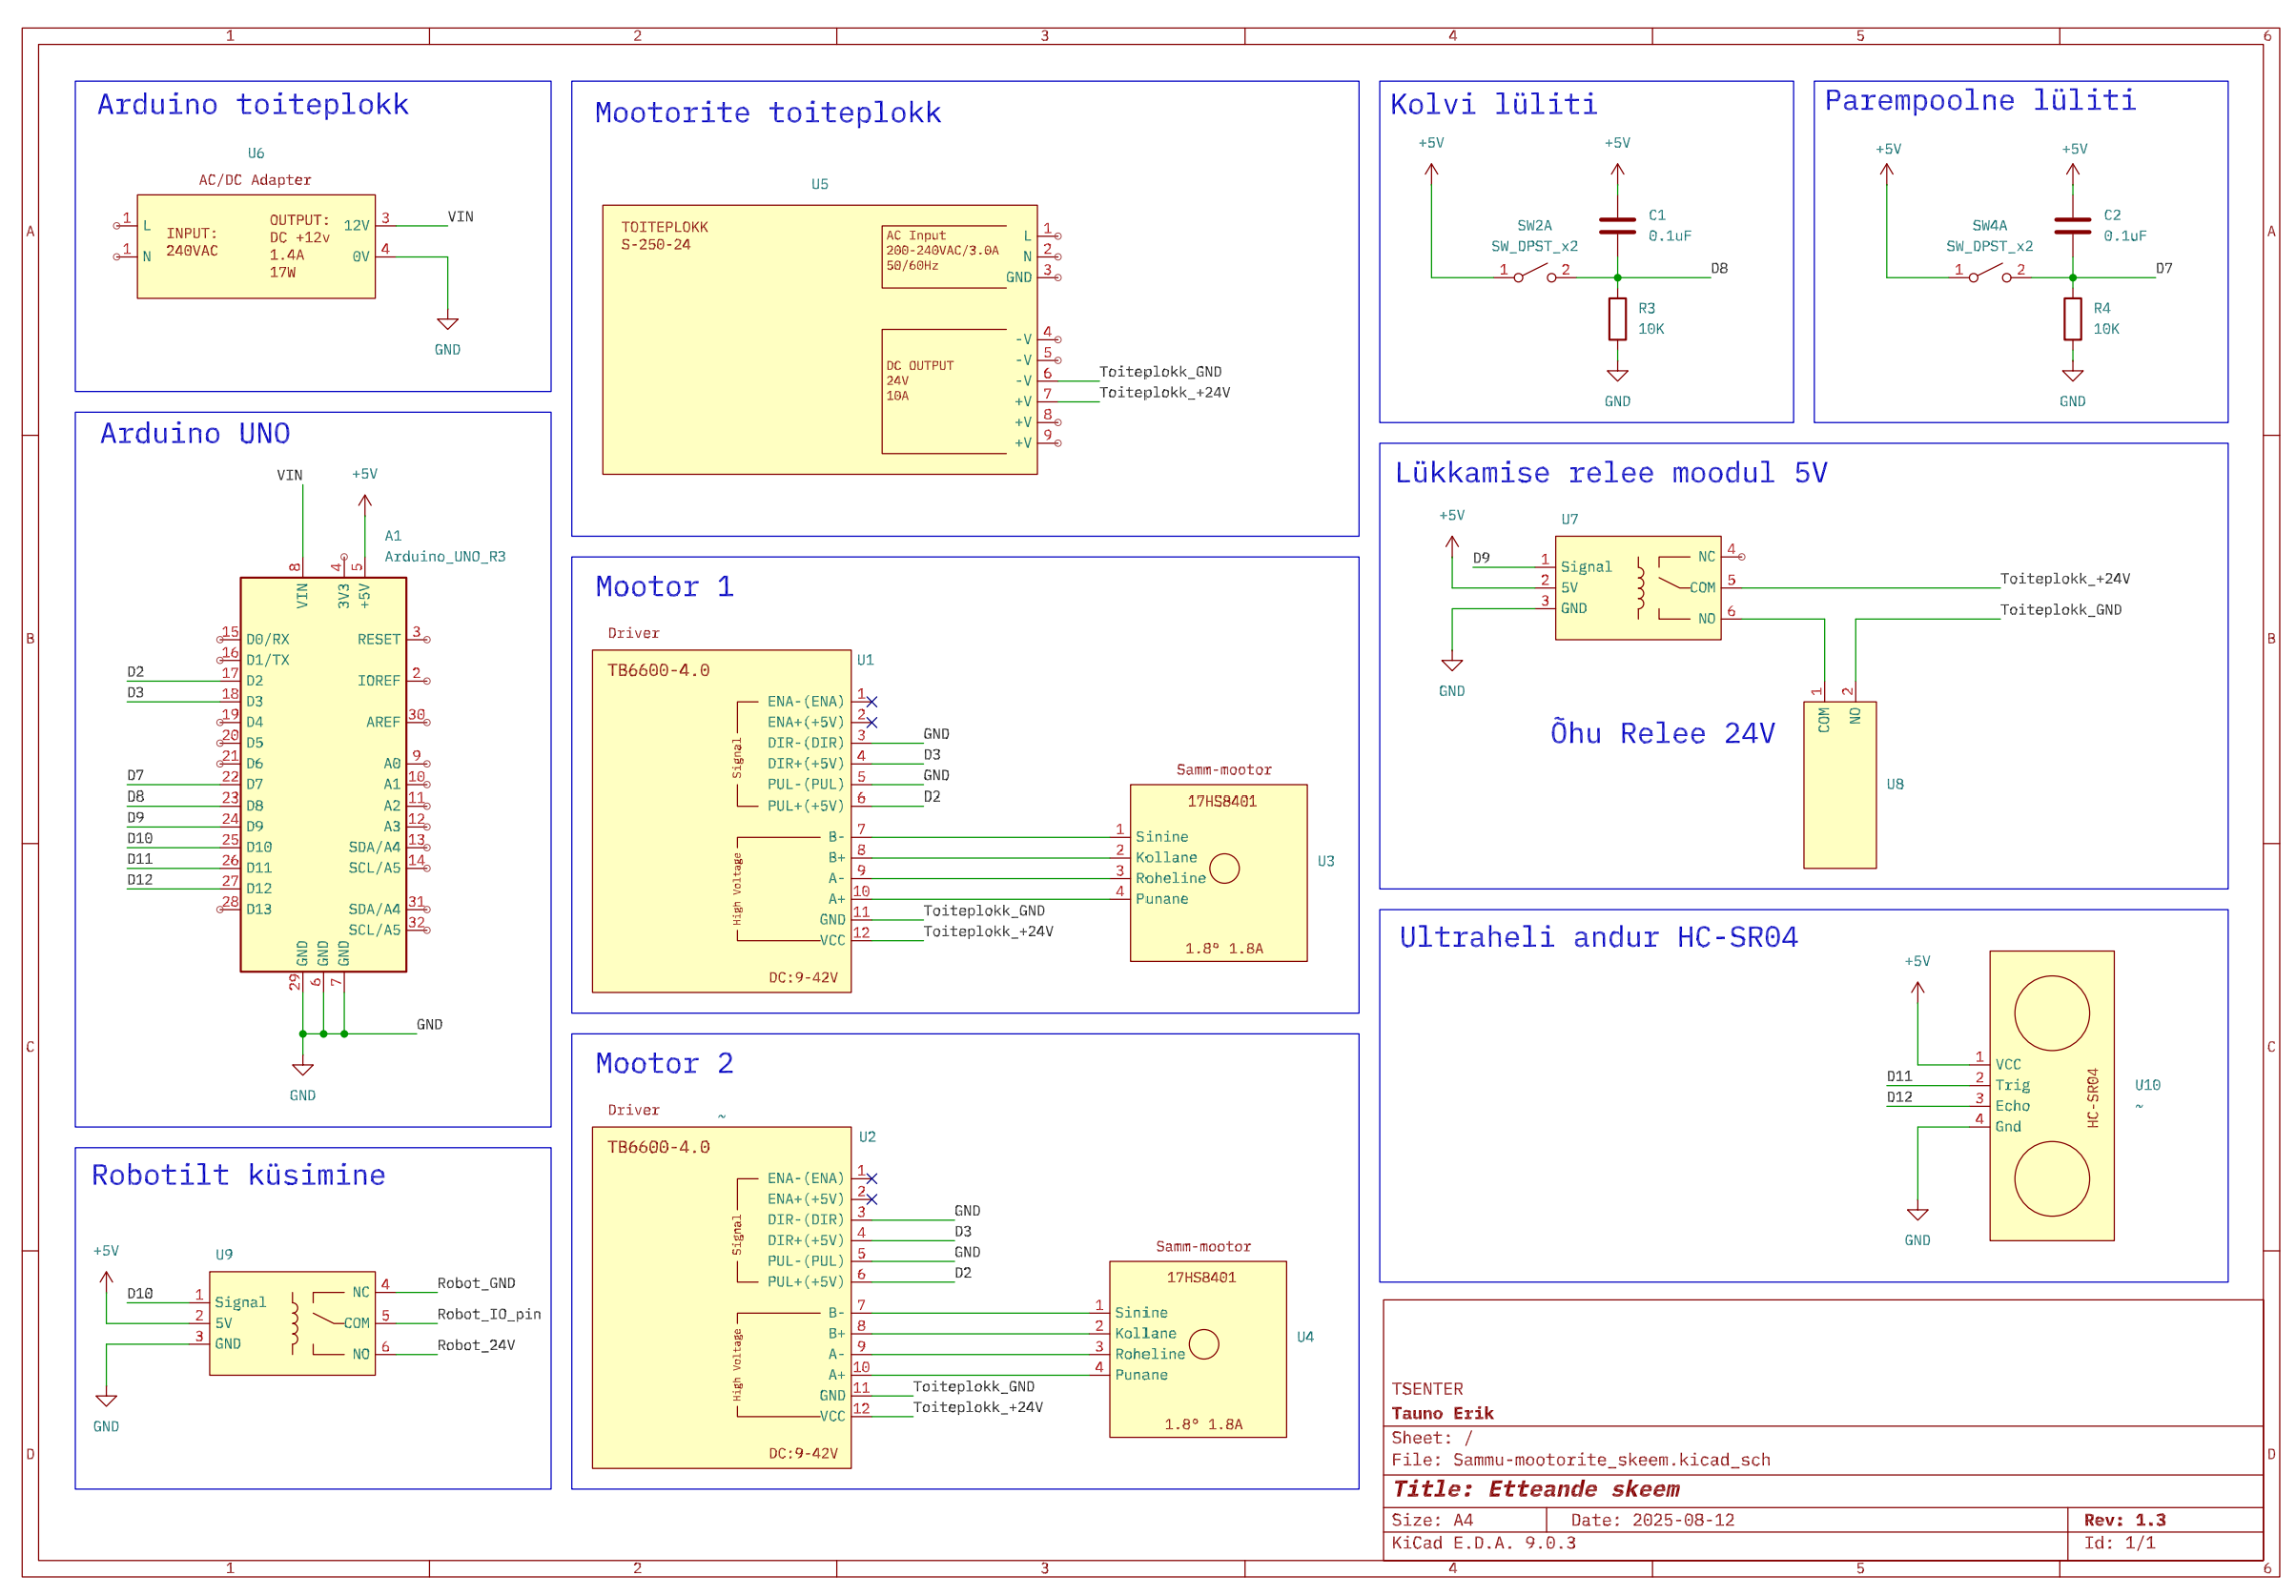 1 2 3 4 5 6
A
B
C
D
Arduino toiteplokk
U6
AC/DC Adapter
1 L
1 N
INPUT:
240VAC
OUTPUT:
DC +12v
1.4A
17W
12V 3
0V 4
VIN
GND
Arduino UNO
VIN
+5V
A1
Arduino_UNO_R3
8 4 5
VIN 3V3 +5V
15 D0/RX
16 D1/TX
D2 17 D2
D3 18 D3
19 D4
20 D5
21 D6
D7 22 D7
D8 23 D8
D9 24 D9
D10 25 D10
D11 26 D11
D12 27 D12
28 D13
RESET 3
IOREF 2
AREF 30
A0 9
A1 10
A2 11
A3 12
SDA/A4 13
SCL/A5 14
SDA/A4 31
SCL/A5 32
GND GND GND
29 6 7
GND
GND
Robotilt küsimine
+5V
U9
D10 1 Signal
2 5V
3 GND
NC 4 Robot_GND
COM 5 Robot_IO_pin
NO 6 Robot_24V
GND
Mootorite toiteplokk
U5
TOITEPLOKK
S-250-24
AC Input
200-240VAC/3.0A
50/60Hz
L 1
N 2
GND 3
DC OUTPUT
24V
10A
-V 4
-V 5
-V 6 Toiteplokk_GND
+V 7 Toiteplokk_+24V
+V 8
+V 9
Mootor 1
Driver
U1
TB6600-4.0
Signal
ENA-(ENA) 1
ENA+(+5V) 2
DIR-(DIR) 3 GND
DIR+(+5V) 4 D3
PUL-(PUL) 5 GND
PUL+(+5V) 6 D2
High Voltage
B- 7
B+ 8
A- 9
A+ 10
GND 11 Toiteplokk_GND
VCC 12 Toiteplokk_+24V
DC:9-42V
Samm-mootor
17HS8401
1 Sinine
2 Kollane
3 Roheline
4 Punane
1.8° 1.8A
U3
Mootor 2
Driver
~
U2
TB6600-4.0
Signal
ENA-(ENA) 1
ENA+(+5V) 2
DIR-(DIR) 3 GND
DIR+(+5V) 4 D3
PUL-(PUL) 5 GND
PUL+(+5V) 6 D2
High Voltage
B- 7
B+ 8
A- 9
A+ 10
GND 11 Toiteplokk_GND
VCC 12 Toiteplokk_+24V
DC:9-42V
Samm-mootor
17HS8401
1 Sinine
2 Kollane
3 Roheline
4 Punane
1.8° 1.8A
U4
Kolvi lüliti
+5V +5V
SW2A
SW_DPST_x2
1 2
C1
0.1uF
D8
R3
10K
GND
Parempoolne lüliti
+5V +5V
SW4A
SW_DPST_x2
1 2
C2
0.1uF
D7
R4
10K
GND
Lükkamise relee moodul 5V
+5V
U7
D9 1 Signal
2 5V
3 GND
NC 4
COM 5 Toiteplokk_+24V
NO 6 Toiteplokk_GND
GND
1 2
COM NO
Õhu Relee 24V
U8
Ultraheli andur HC-SR04
+5V
1 VCC
D11 2 Trig
D12 3 Echo
4 Gnd
HC-SR04
U10
~
GND
TSENTER
Tauno Erik
Sheet: /
File: Sammu-mootorite_skeem.kicad_sch
Title: Etteande skeem
Size: A4 Date: 2025-08-12 Rev: 1.3
KiCad E.D.A. 9.0.3 Id: 1/1
A
B
C
D
1 2 3 4 5 6